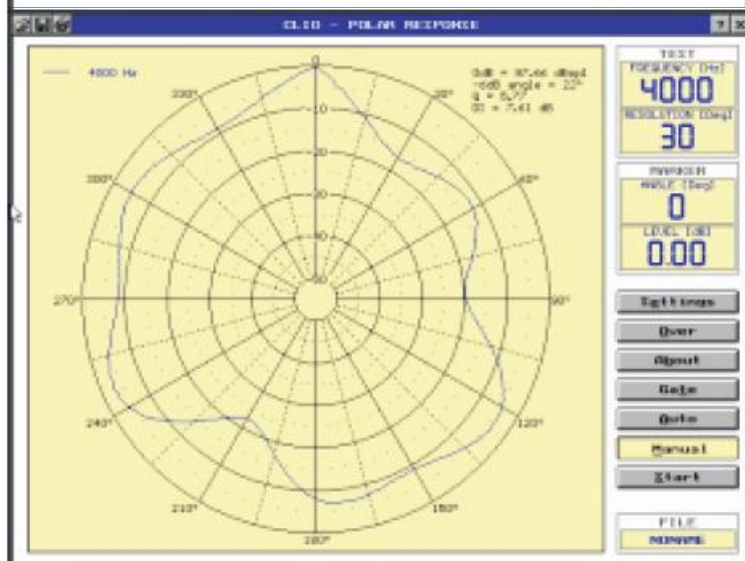 CLIO - POLAR RESPONSE
? x
4000 Hz
0dB = 97.66 dBspl
-6dB angle = 22°
Q = 5.77
DI = 7.61 dB
0
30°
60°
90°
120°
150°
180°
210°
240°
270°
300°
330°
-10
-20
-30
-40
-50
TEST
FREQUENCY [Hz]
4000
RESOLUTION [Deg]
30
MARKER
ANGLE [Deg]
0
LEVEL [dB]
0.00
Settings
Over
About
Gate
Auto
Manual
Start
FILE
NONAME